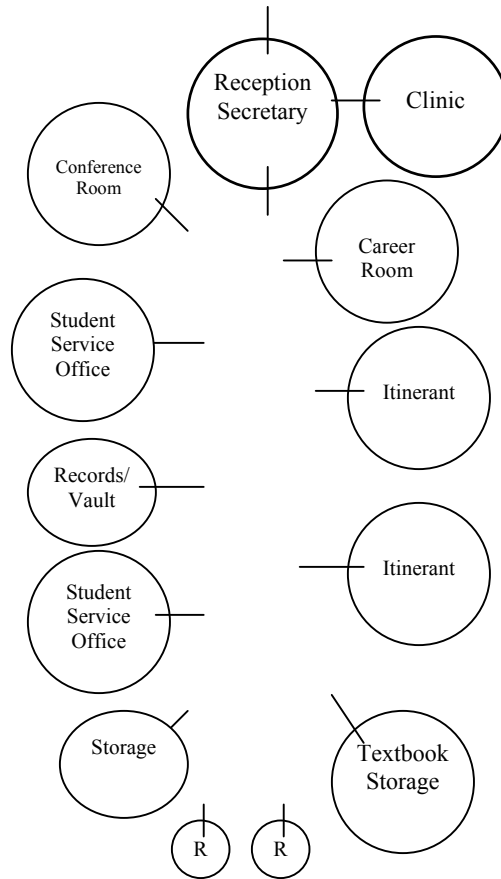 Reception
Secretary
Clinic
Conference
Room
Career
Room
Student
Service
Office
Itinerant
Records/
Vault
Itinerant
Student
Service
Office
Storage
Textbook
Storage
R
R